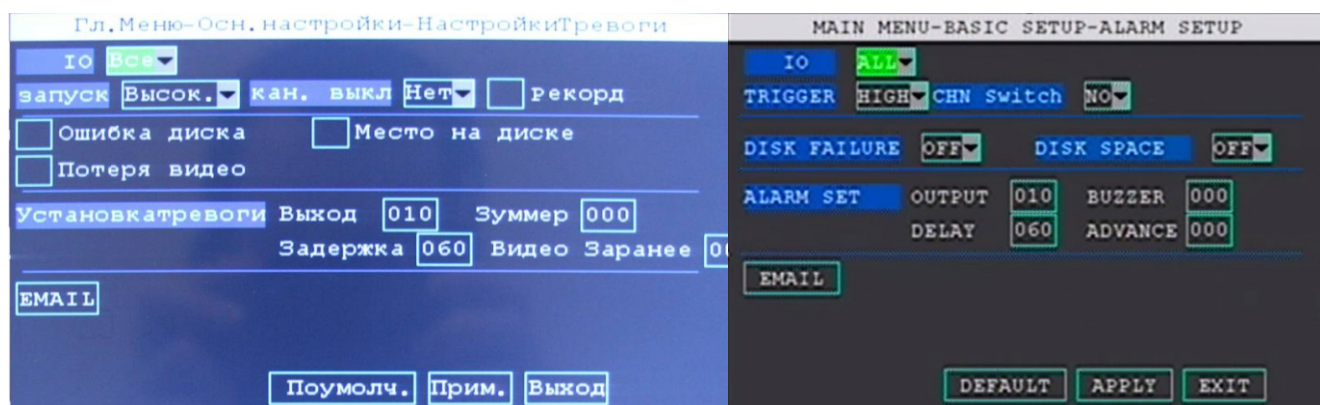 Гл.Меню-Осн.настройки-НастройкиТревоги
IO Все
запуск Высок. кан. выкл Нет Рекорд
Ошибка диска Место на диске
Потеря видео
Установкатревоги Выход 010 Зуммер 000
Задержка 060 Видео Заранее
EMAIL
Поумолч. Прим. Выход
MAIN MENU-BASIC SETUP-ALARM SETUP
IO ALL
TRIGGER HIGH CHN Switch NO
DISK FAILURE OFF DISK SPACE OFF
ALARM SET OUTPUT 010 BUZZER 000
DELAY 060 ADVANCE 000
EMAIL
DEFAULT APPLY EXIT